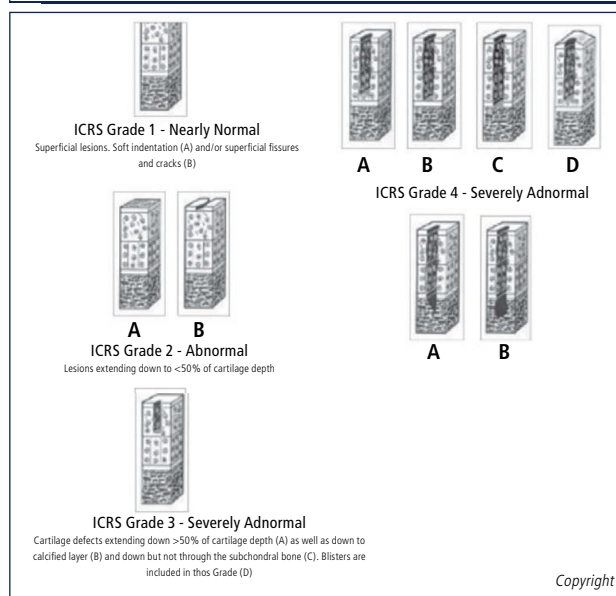 ICRS Grade 1 - Nearly Normal
Superficial lesions. Soft indentation (A) and/or superficial fissures
and cracks (B)
A B
ICRS Grade 2 - Abnormal
Lesions extending down to <50% of cartilage depth
ICRS Grade 3 - Severely Adnormal
Cartilage defects extending down >50% of cartilage depth (A) as well as down to
calcified layer (B) and down but not through the subchondral bone (C). Blisters are
included in thos Grade (D)
A B C D
ICRS Grade 4 - Severely Adnormal
A B
Copyright